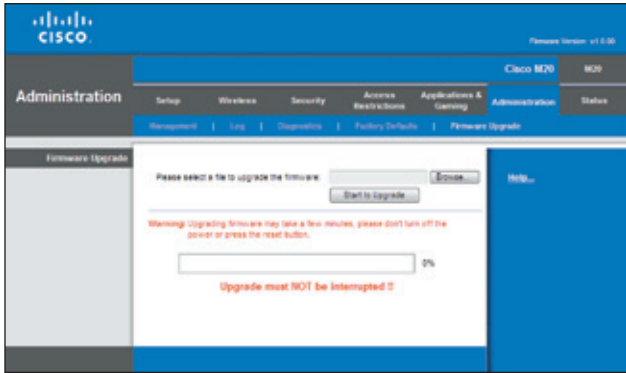 CISCO
Firmware Version: v1.0.00
Cisco M20 M20
Administration
Setup Wireless Security Access Restrictions Applications & Gaming Administration Status
Management | Log | Diagnostics | Factory Defaults | Firmware Upgrade
Firmware Upgrade
Please select a file to upgrade the firmware: Browse...
Help...
Start to Upgrade
Warning: Upgrading firmware may take a few minutes, please don't turn off the
power or press the reset button.
0%
Upgrade must NOT be interrupted !!